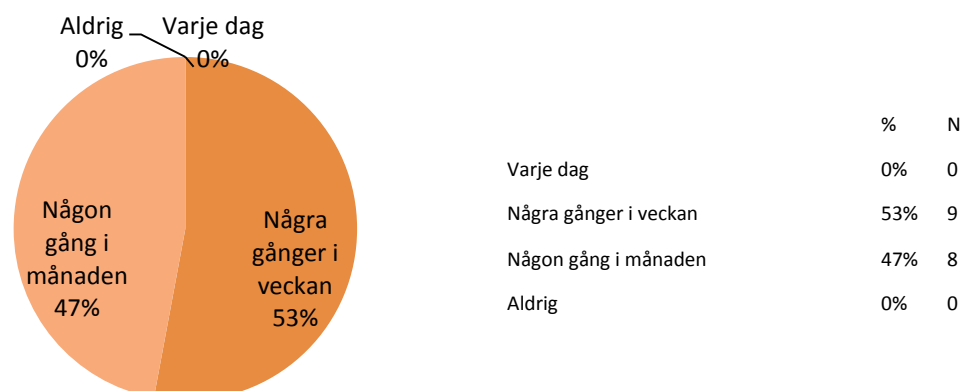 Aldrig
0%
Varje dag
0%
Någon
gång i
månaden
47%
Några
gånger i
veckan
53%
% N
Varje dag 0% 0
Några gånger i veckan 53% 9
Någon gång i månaden 47% 8
Aldrig 0% 0